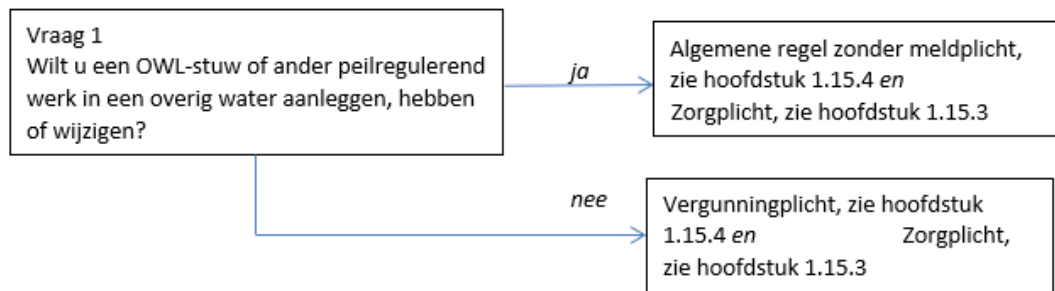 Vraag 1
Wilt u een OWL-stuw of ander peilregulerend
werk in een overig water aanleggen, hebben
of wijzigen?
ja
Algemene regel zonder meldplicht,
zie hoofdstuk 1.15.4 en
Zorgplicht, zie hoofdstuk 1.15.3
nee
Vergunningplicht, zie hoofdstuk
1.15.4 en Zorgplicht,
zie hoofdstuk 1.15.3